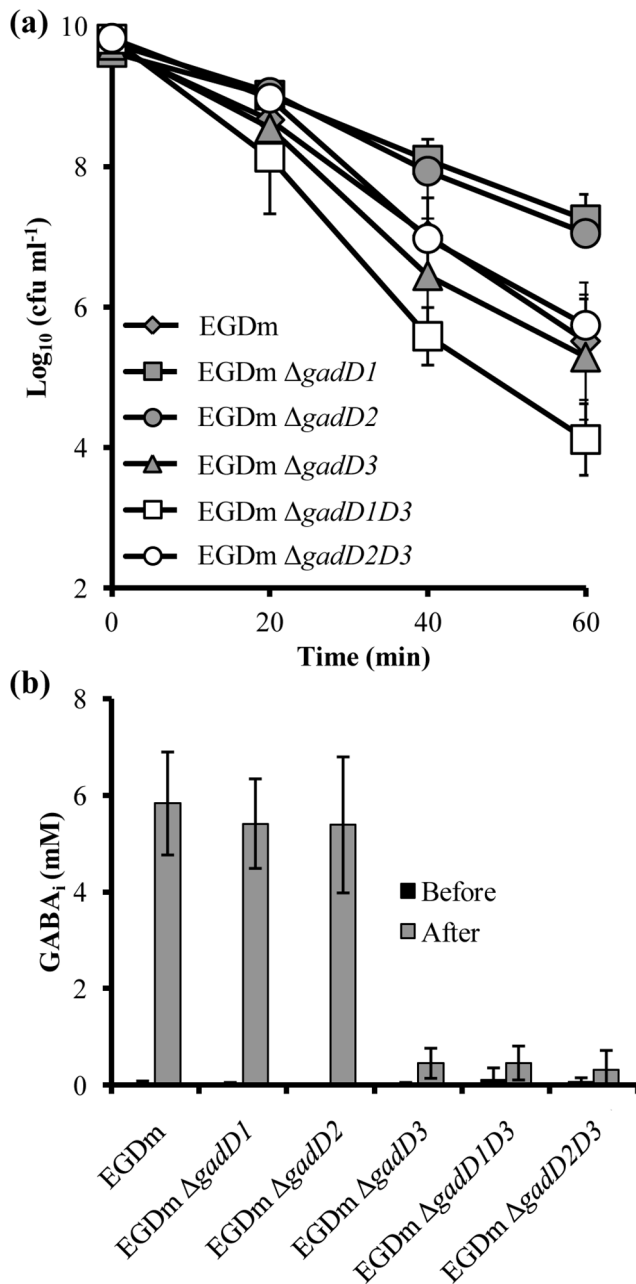 (a)
10
8
6
4
2
Log₁₀ (cfu ml⁻¹)
EGDm
EGDm ΔgadD1
EGDm ΔgadD2
EGDm ΔgadD3
EGDm ΔgadD1D3
EGDm ΔgadD2D3
0 20 40 60
Time (min)
(b)
8
6
4
2
0
GABAᵢ (mM)
Before
After
EGDm
EGDm ΔgadD1
EGDm ΔgadD2
EGDm ΔgadD3
EGDm ΔgadD1D3
EGDm ΔgadD2D3